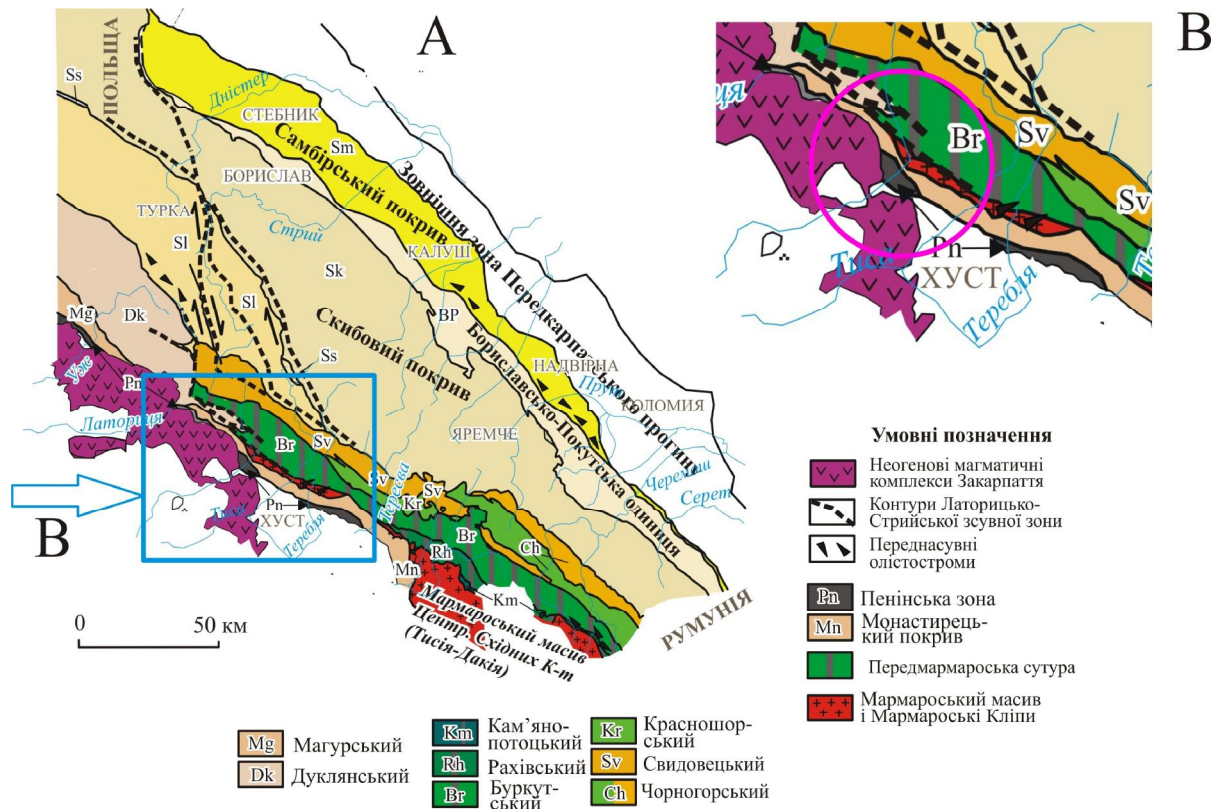 А
В
ПОЛЬЩА
Ss
Дністер
СТЕБНИК
Самбірський покрив
Sm
Зовнішня зона Передкарпатського прогину
БОРИСЛАВ
ТУРКА
Стрий
Sl
Sk
КАЛУШ
Sl
Mg
Dk
Скибовий покрив
BP
Бориславсько-Покутська одиниця
НАДВІРНА
Прут
КОЛОМИЯ
Ss
Уж
Pn
Латориця
Br
Sv
ЯРЕМЧЕ
Черемош
Серет
Sv
Sv
Kr
Тересва
Pn
ХУСТ
Тиса
Теребля
Br
Ch
Rh
Mn
Km
Мармароський масив
Центр. Східних К-т
(Тисія-Дакія)
РУМУНІЯ
В
0
50 км
ця
Br
Sv
Sv
Pn
Тиса
ХУСТ
Теребля
Т
Умовні позначення
Неогенові магматичні
комплекси Закарпаття
Контури Латорицько-
Стрийської зсувної зони
Переднасувні
олістостроми
Pn
Пенінська зона
Mn
Монастирець-
кий покрив
Передмармароська сутура
Мармароський масив
і Мармароські Кліпи
Mg
Магурський
Dk
Дуклянський
Km
Кам’яно-
потоцький
Rh
Рахівський
Br
Буркут-
ський
Kr
Красношор-
ський
Sv
Свидовецький
Ch
Чорногорський